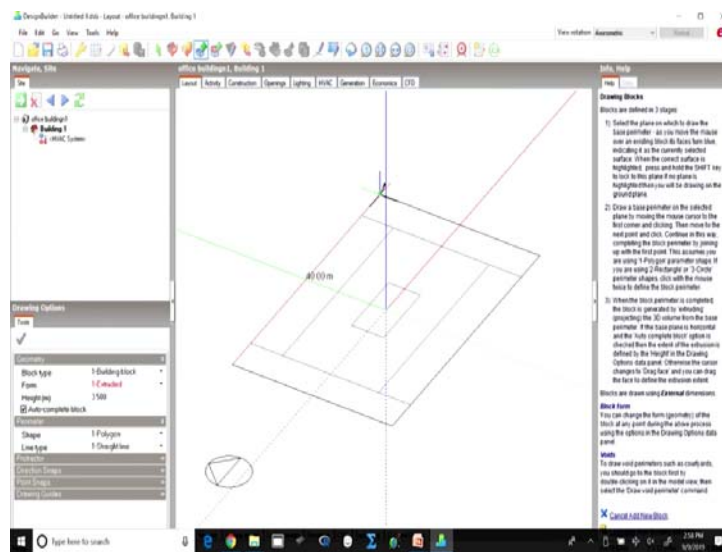 DesignBuilder - Untitled 8.dsb - Layout - office buildings1, Building 1
File Edit Go View Tools Help
View rotation Axonometric
Navigate, Site
Site
office buildings1
Building 1
<HVAC System>
office buildings1, Building 1
Layout Activity Construction Openings Lighting HVAC Generation Economics CFD
40.00 m
Drawing Options
Tools
Geometry
Block type 1-Building block
Form 1-Extruded
Height (m) 3.500
Auto-complete block
Perimeter
Shape 1-Polygon
Line type 1-Straight line
Protractor
Direction Snaps
Point Snaps
Drawing Guides
Info, Help
Help
Drawing Blocks
Blocks are defined in 3 stages:
1) Select the plane on which to draw the
base perimeter - as you move the mouse
over an existing block its faces turn blue,
indicating it as the currently selected
surface. When the correct surface is
highlighted, press and hold the SHIFT key
to lock to this plane if no plane is
highlighted then you will be drawing on the
ground plane.
2) Draw a base perimeter on the selected
plane by moving the mouse cursor to the
first corner and clicking. Then move to the
next point and click. Continue in this way,
completing the block perimeter by joining
up with the first point. This assumes you
are using '1-Polygon' parameter shape. If
you are using 2-Rectangle' or '3-Circle'
perimeter shapes, click with the mouse
twice to define the block perimeter.
3) When the block perimeter is completed,
the block is generated by 'extruding'
(projecting) the 3D volume from the base
perimeter. If the base plane is horizontal
and the 'Auto complete block' option is
checked then the extent of the extrusion is
defined by the 'Height' in the Drawing
Options data panel. Otherwise the cursor
changes to 'Drag face' and you can drag
the face to define the extrusion extent.
Blocks are drawn using External dimensions.
Block form
You can change the form (geometric) of the
block at any point during the above process
using the options in the Drawing Options data
panel.
Voids
To draw void perimeters such as courtyards,
you should go to the block first by
double-clicking on it in the model view, then
select the 'Draw void perimeter' command.
Cancel Add New Block
Type here to search
2:58 PM
9/9/2019